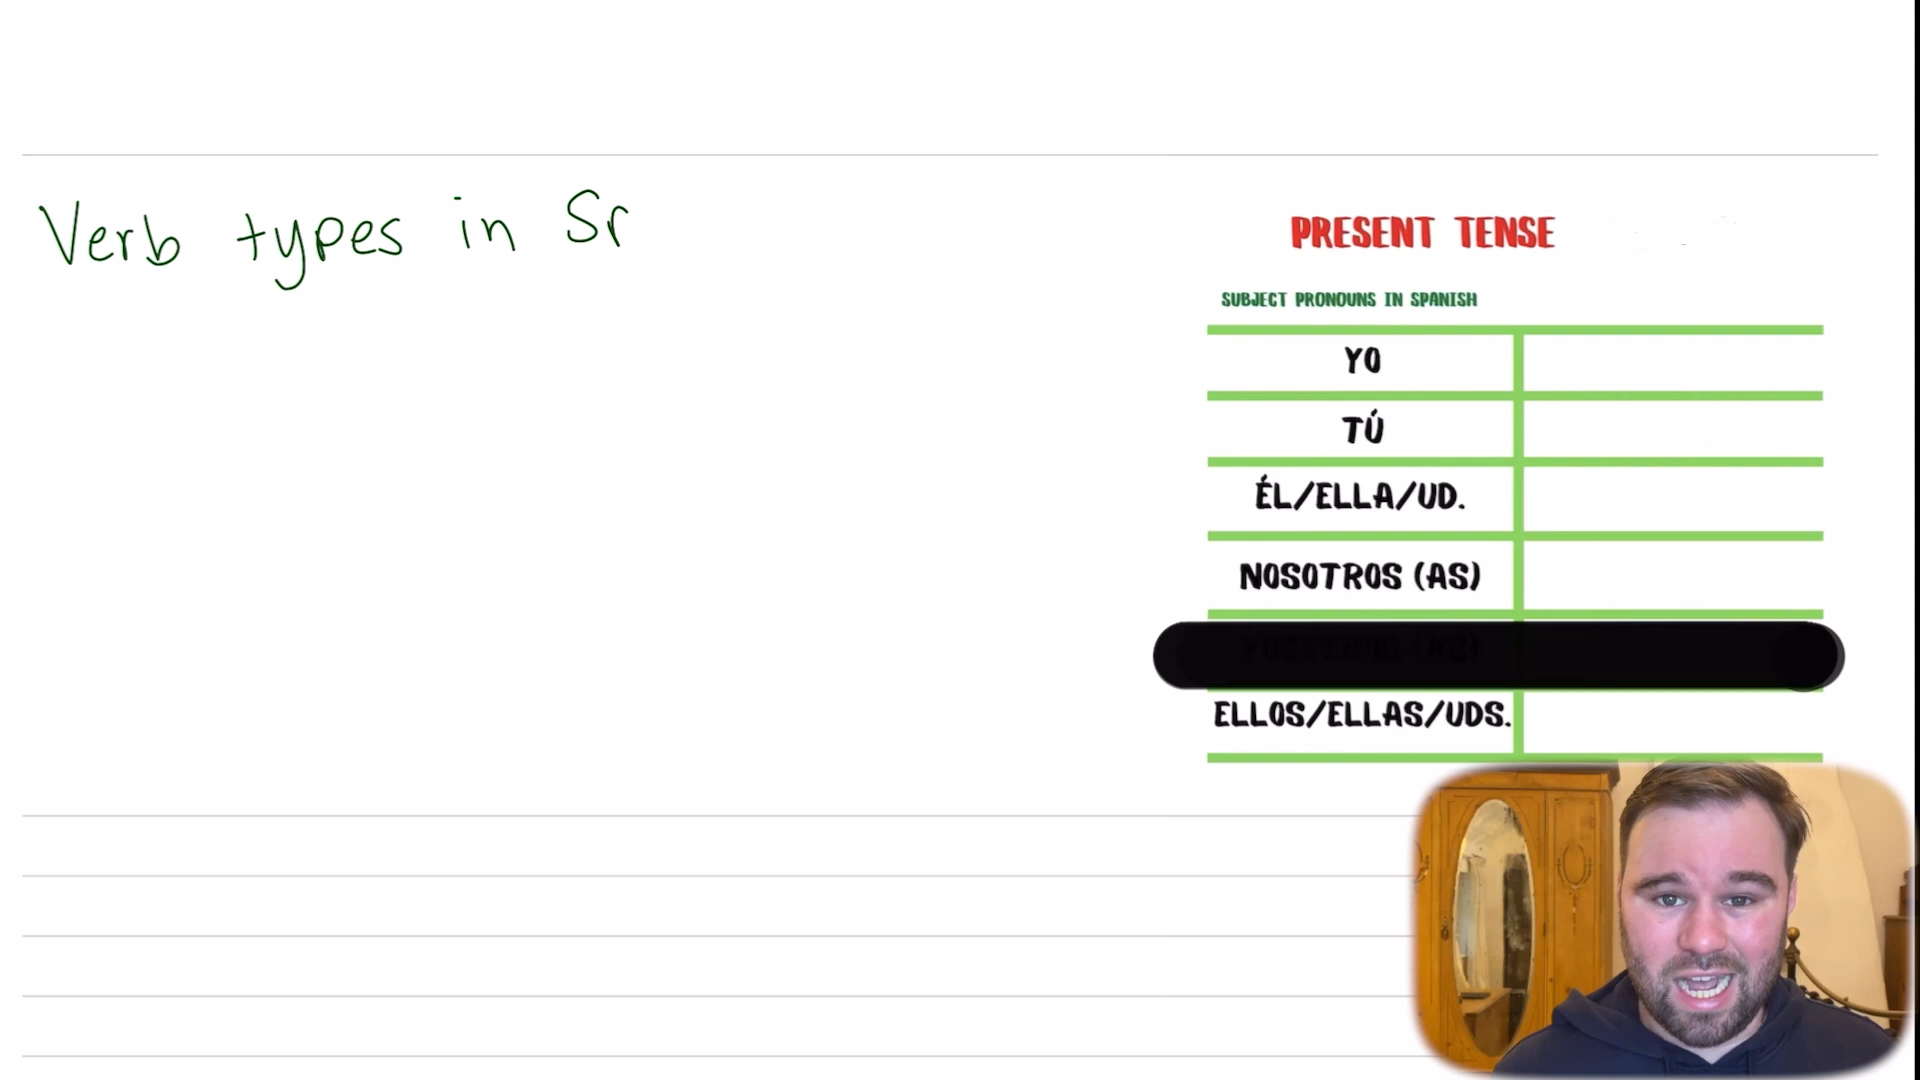 Verb types in Sr
PRESENT TENSE
SUBJECT PRONOUNS IN SPANISH
YO
TÚ
ÉL/ELLA/UD.
NOSOTROS (AS)
ELLOS/ELLAS/UDS.